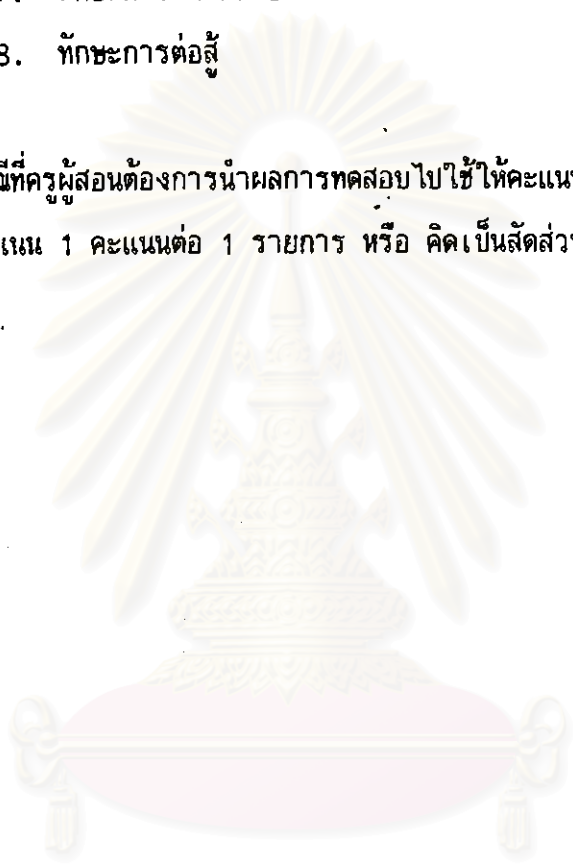 8. ทักษะการต่อสู้
ที่ครูผู้สอนต้องการนำผลการทดสอบไปใช้ให้คะแนน
1 คะแนนต่อ 1 รายการ หรือ คิดเป็นสัดส่วน